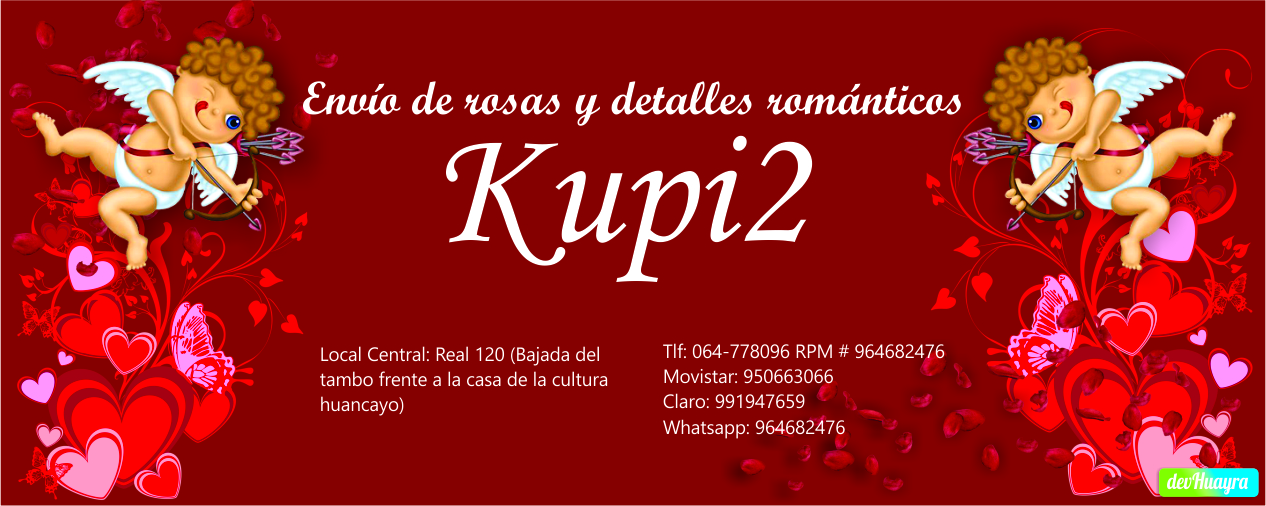 Envío de rosas y detalles románticos
Kupi2
Local Central: Real 120 (Bajada del
tambo frente a la casa de la cultura
huancayo)
Tlf: 064-778096 RPM # 964682476
Movistar: 950663066
Claro: 991947659
Whatsapp: 964682476
devHuayra